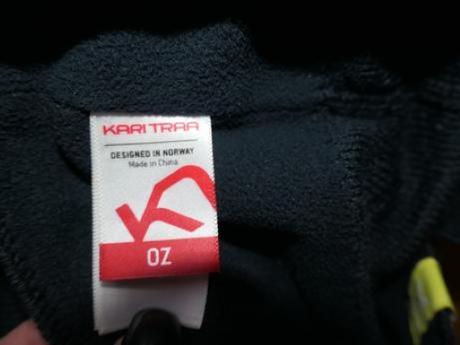 KARI TRAA
DESIGNED IN NORWAY
Made in China
OZ